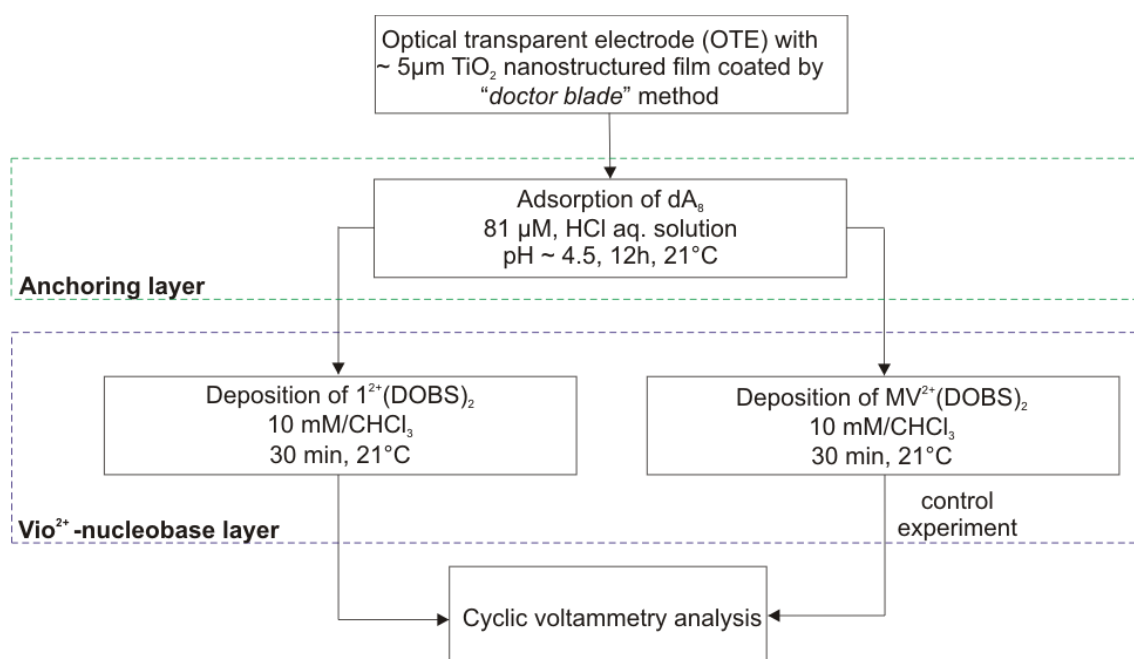 Optical transparent electrode (OTE) with
~ 5µm TiO₂ nanostructured film coated by
“doctor blade” method
Adsorption of dA₈
81 µM, HCl aq. solution
pH ~ 4.5, 12h, 21°C
Anchoring layer
Deposition of 1²⁺(DOBS)₂
10 mM/CHCl₃
30 min, 21°C
Deposition of MV²⁺(DOBS)₂
10 mM/CHCl₃
30 min, 21°C
control
experiment
Vio²⁺ -nucleobase layer
Cyclic voltammetry analysis